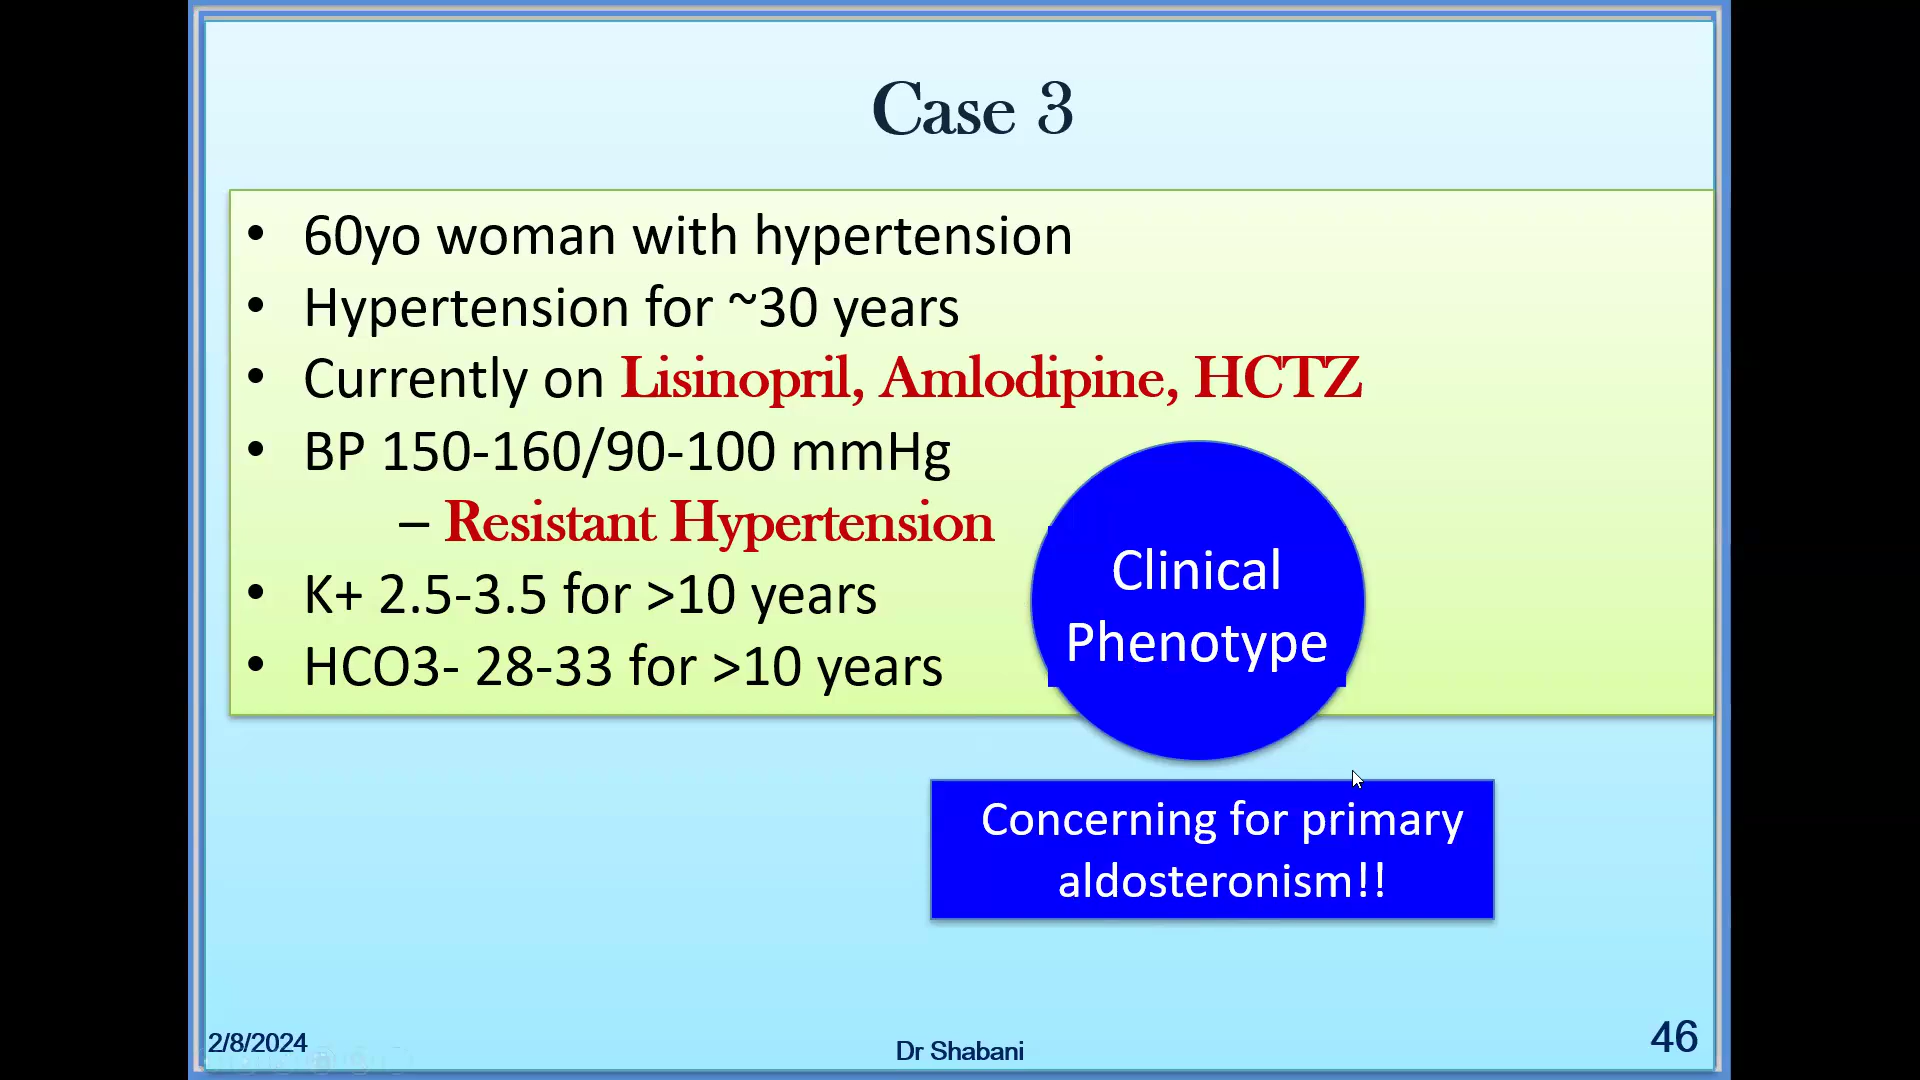 Case 3
• 60yo woman with hypertension
• Hypertension for ~30 years
• Currently on Lisinopril, Amlodipine, HCTZ
• BP 150-160/90-100 mmHg
– Resistant Hypertension
• K+ 2.5-3.5 for >10 years
• HCO3- 28-33 for >10 years
Clinical
Phenotype
Concerning for primary
aldosteronism!!
2/8/2024
Dr Shabani
46